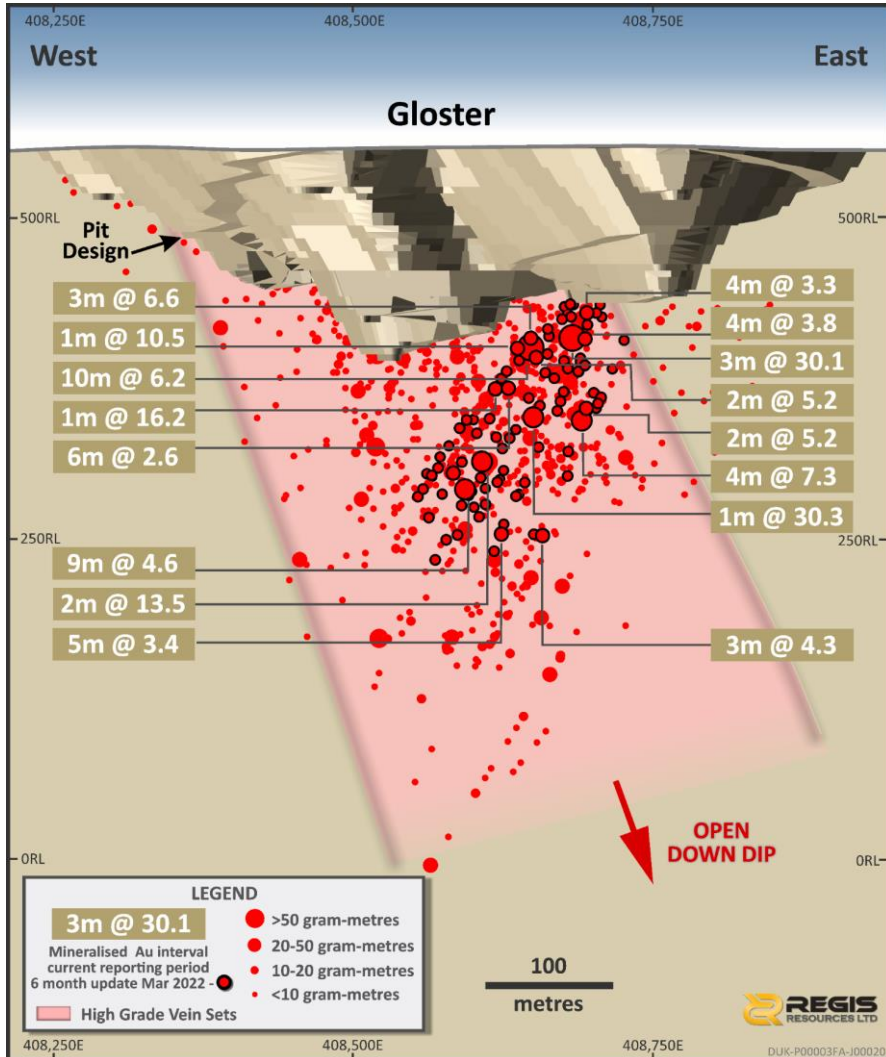 408,250E
408,500E
408,750E
West
East
Gloster
500RL
500RL
Pit
Design
3m @ 6.6
1m @ 10.5
10m @ 6.2
1m @ 16.2
6m @ 2.6
9m @ 4.6
2m @ 13.5
5m @ 3.4
4m @ 3.3
4m @ 3.8
3m @ 30.1
2m @ 5.2
2m @ 5.2
4m @ 7.3
1m @ 30.3
3m @ 4.3
250RL
250RL
OPEN
DOWN DIP
0RL
0RL
LEGEND
3m @ 30.1
Mineralised Au interval
current reporting period
6 month update Mar 2022 -
>50 gram-metres
20-50 gram-metres
10-20 gram-metres
<10 gram-metres
High Grade Vein Sets
100
metres
REGIS
RESOURCES LTD
408,250E
408,500E
408,750E
DUK-P00003FA-J00020